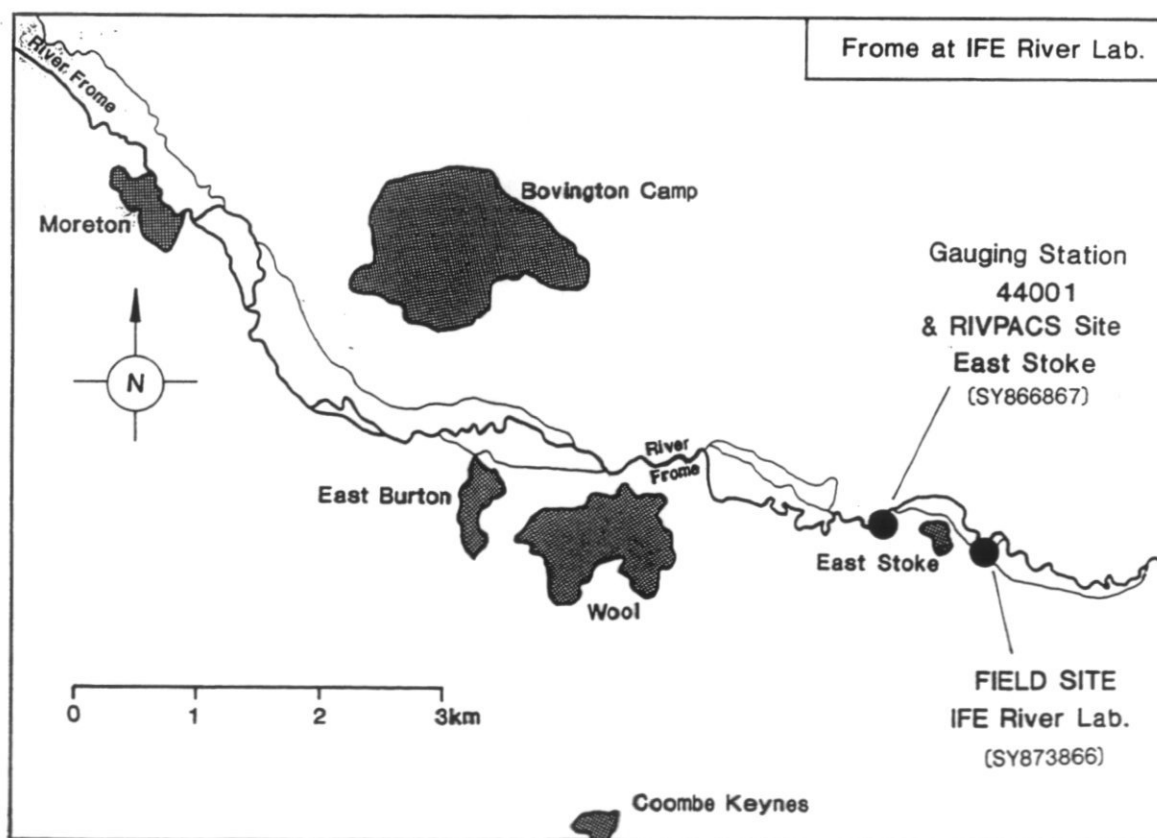 Frome at IFE River Lab.
River Frome
Bovington Camp
Moreton
Gauging Station
44001
& RIVPACS Site
East Stoke
(SY866867)
N
River
Frome
East Burton
East Stoke
Wool
FIELD SITE
IFE River Lab.
(SY873866)
0 1 2 3km
Coombe Keynes